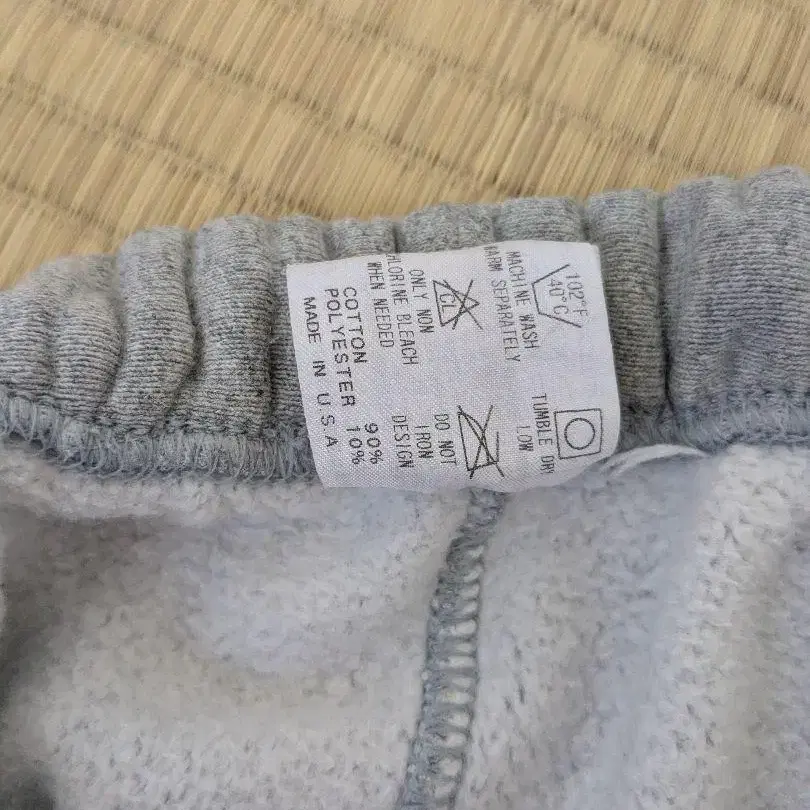 102°F
40°C
MACHINE WASH
WARM SEPARATELY
TUMBLE DRY
LOW
CL
ONLY NON
CHLORINE BLEACH
WHEN NEEDED
DO NOT
IRON
DESIGN
COTTON 90%
POLYESTER 10%
MADE IN U.S.A